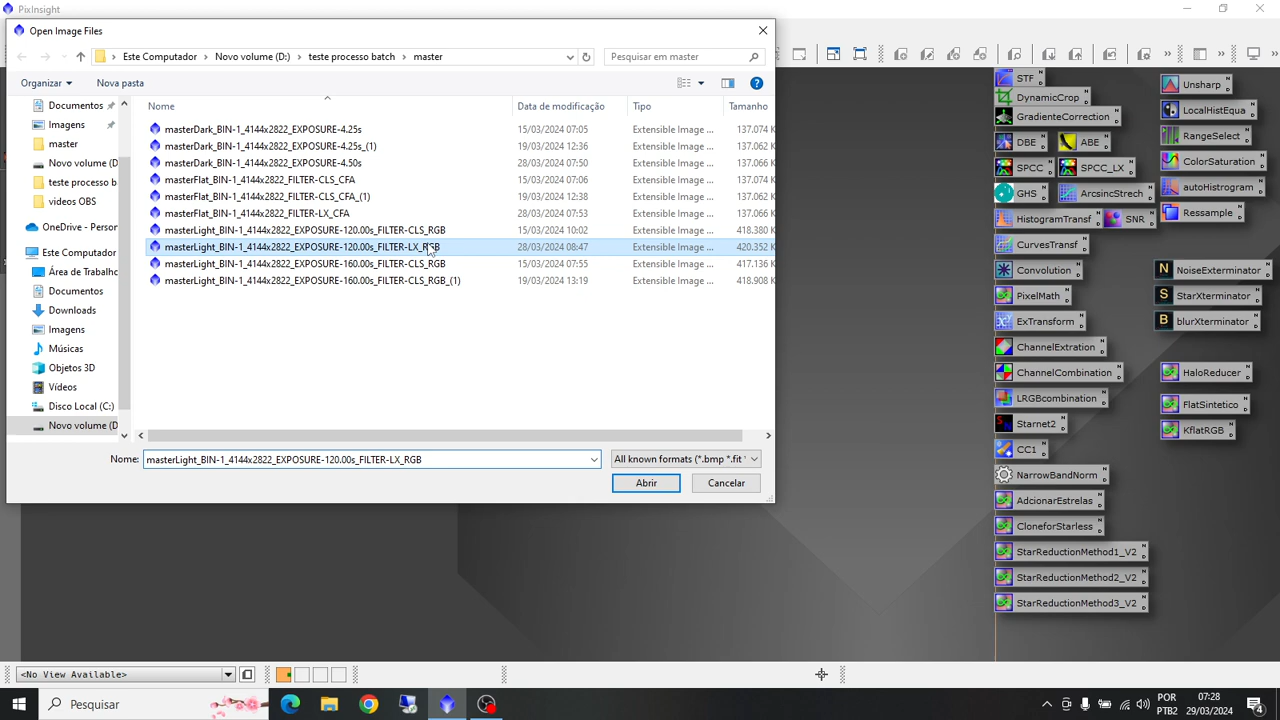 PixInsight
Open Image Files
Este Computador
Novo volume (D:)
teste processo batch
master
Pesquisar em master
Organizar
Nova pasta
Nome
Data de modificação
Tipo
Tamanho
Documentos
Imagens
master
Novo volume (D
teste processo b
videos OBS
OneDrive - Person
Este Computador
Área de Trabalho
Documentos
Downloads
Imagens
Músicas
Objetos 3D
Vídeos
Disco Local (C:)
Novo volume (D
masterDark_BIN-1_4144x2822_EXPOSURE-4.25s 15/03/2024 07:05 Extensible Image ... 137.074 K
masterDark_BIN-1_4144x2822_EXPOSURE-4.25s_(1) 19/03/2024 12:36 Extensible Image ... 137.062 K
masterDark_BIN-1_4144x2822_EXPOSURE-4.50s 28/03/2024 07:50 Extensible Image ... 137.066 K
masterFlat_BIN-1_4144x2822_FILTER-CLS_CFA 15/03/2024 07:06 Extensible Image ... 137.074 K
masterFlat_BIN-1_4144x2822_FILTER-CLS_CFA_(1) 19/03/2024 12:38 Extensible Image ... 137.062 K
masterFlat_BIN-1_4144x2822_FILTER-LX_CFA 28/03/2024 07:53 Extensible Image ... 137.066 K
masterLight_BIN-1_4144x2822_EXPOSURE-120.00s_FILTER-CLS_RGB 15/03/2024 10:02 Extensible Image ... 418.380 K
masterLight_BIN-1_4144x2822_EXPOSURE-120.00s_FILTER-LX_RGB 28/03/2024 08:47 Extensible Image ... 420.352 K
masterLight_BIN-1_4144x2822_EXPOSURE-160.00s_FILTER-CLS_RGB 15/03/2024 07:55 Extensible Image ... 417.136 K
masterLight_BIN-1_4144x2822_EXPOSURE-160.00s_FILTER-CLS_RGB_(1) 19/03/2024 13:19 Extensible Image ... 418.908 K
Nome:
masterLight_BIN-1_4144x2822_EXPOSURE-120.00s_FILTER-LX_RGB
All known formats (*.bmp *.fit *
Abrir
Cancelar
STF
DynamicCrop
GradienteCorrection
DBE
ABE
SPCC
SPCC_LX
GHS
ArcsincStrech
HistogramTransf
SNR
CurvesTransf
Convolution
PixelMath
ExTransform
ChannelExtration
ChannelCombination
LRGBcombination
Starnet2
CC1
NarrowBandNorm
AdcionarEstrelas
CloneforStarless
StarReductionMethod1_V2
StarReductionMethod2_V2
StarReductionMethod3_V2
Unsharp
LocalHistEqua
RangeSelect
ColorSaturation
autoHistogram
Ressample
NoiseExterminator
StarXterminator
blurXterminator
HaloReducer
FlatSintetico
KflatRGB
<No View Available>
Pesquisar
POR
PTB2
07:28
29/03/2024
4